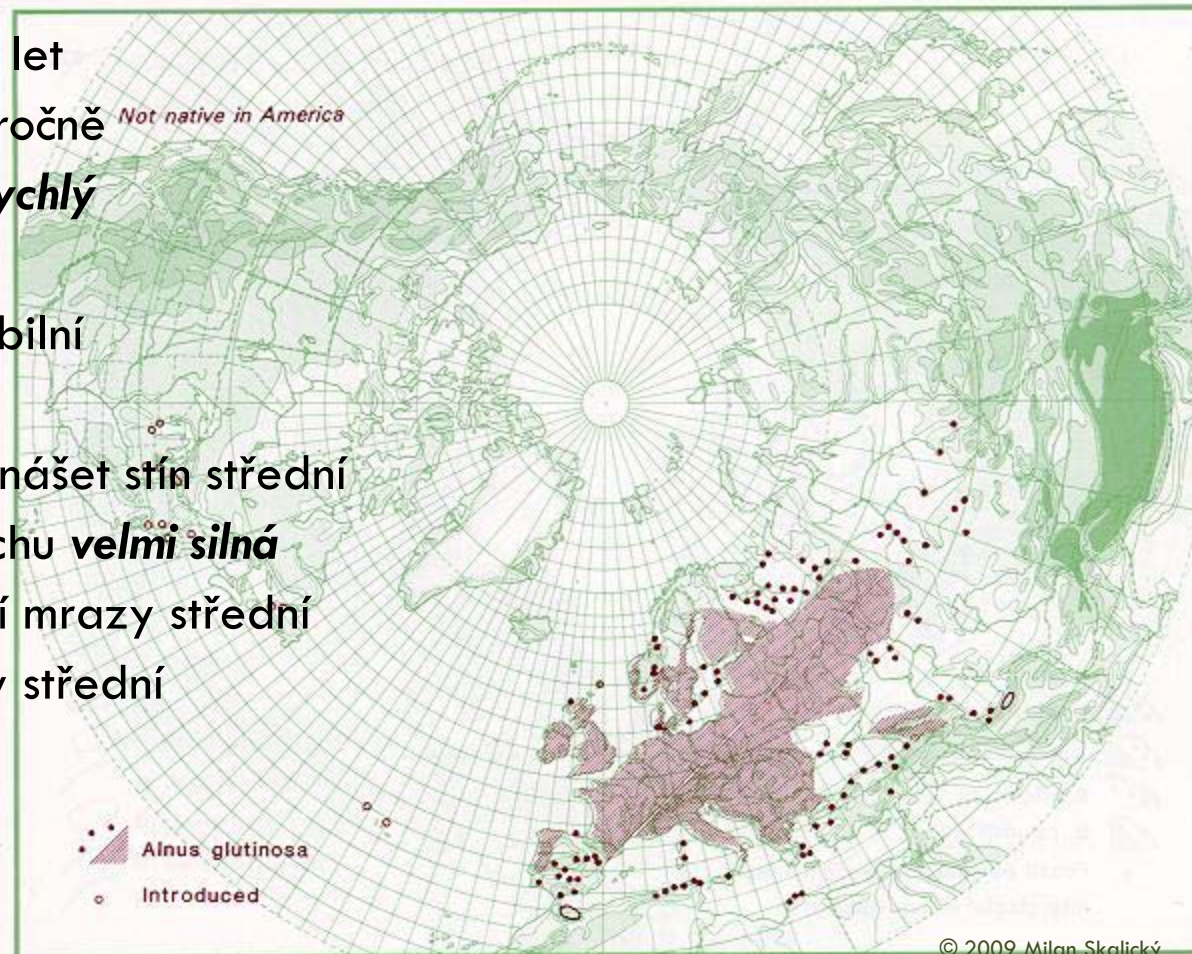 let
ročně
Not native in America
ychlý
bilní
nášet stín střední
chu velmi silná
í mrazy střední
y střední
Alnus glutinosa
Introduced
© 2009 Milan Skalický